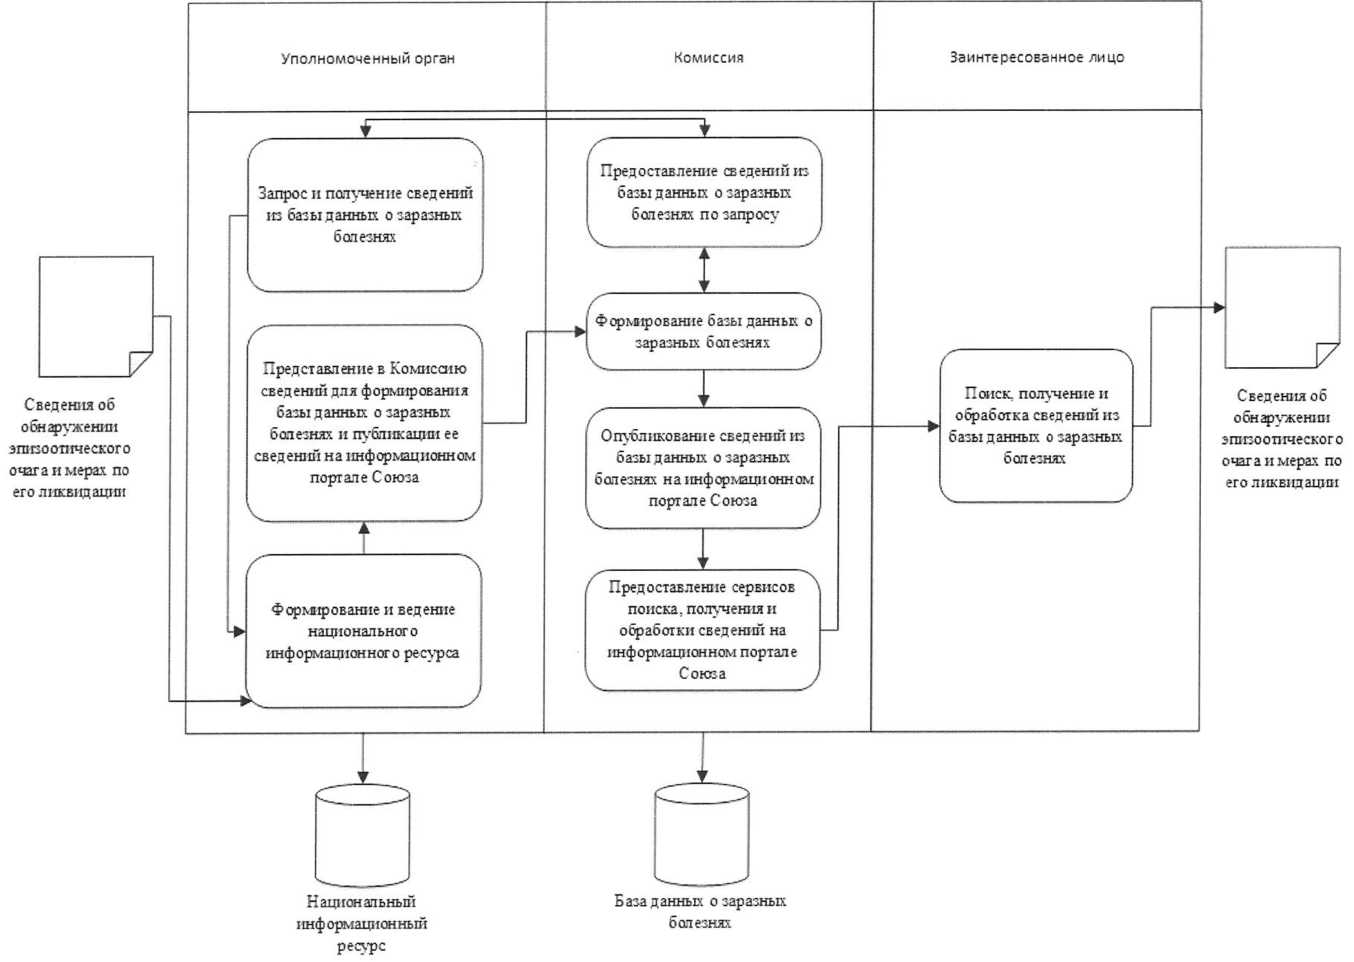 Уполномоченный орган
Комиссия
Заинтересованное лицо
Запрос и получение сведений
из базы данных о заразных
болезнях
Предоставление сведений из
базы данных о заразных
болезнях по запросу
Сведения об
обнаружении
эпизоотического
очага и мерах по
его ликвидации
Представление в Комиссию
сведений для формирования
базы данных о заразных
болезнях и публикации ее
сведений на информационном
портале Союза
Формирование базы данных о
заразных болезнях
Опубликование сведений из
базы данных о заразных
болезнях на информационном
портале Союза
Поиск, получение и
обработка сведений из
базы данных о заразных
болезнях
Сведения об
обнаружении
эпизоотического
очага и мерах по
его ликвидации
Формирование и ведение
национального
информационного ресурса
Предоставление сервисов
поиска, получения и
обработки сведений на
информационном портале
Союза
Национальный
информационный
ресурс
База данных о заразных
болезнях